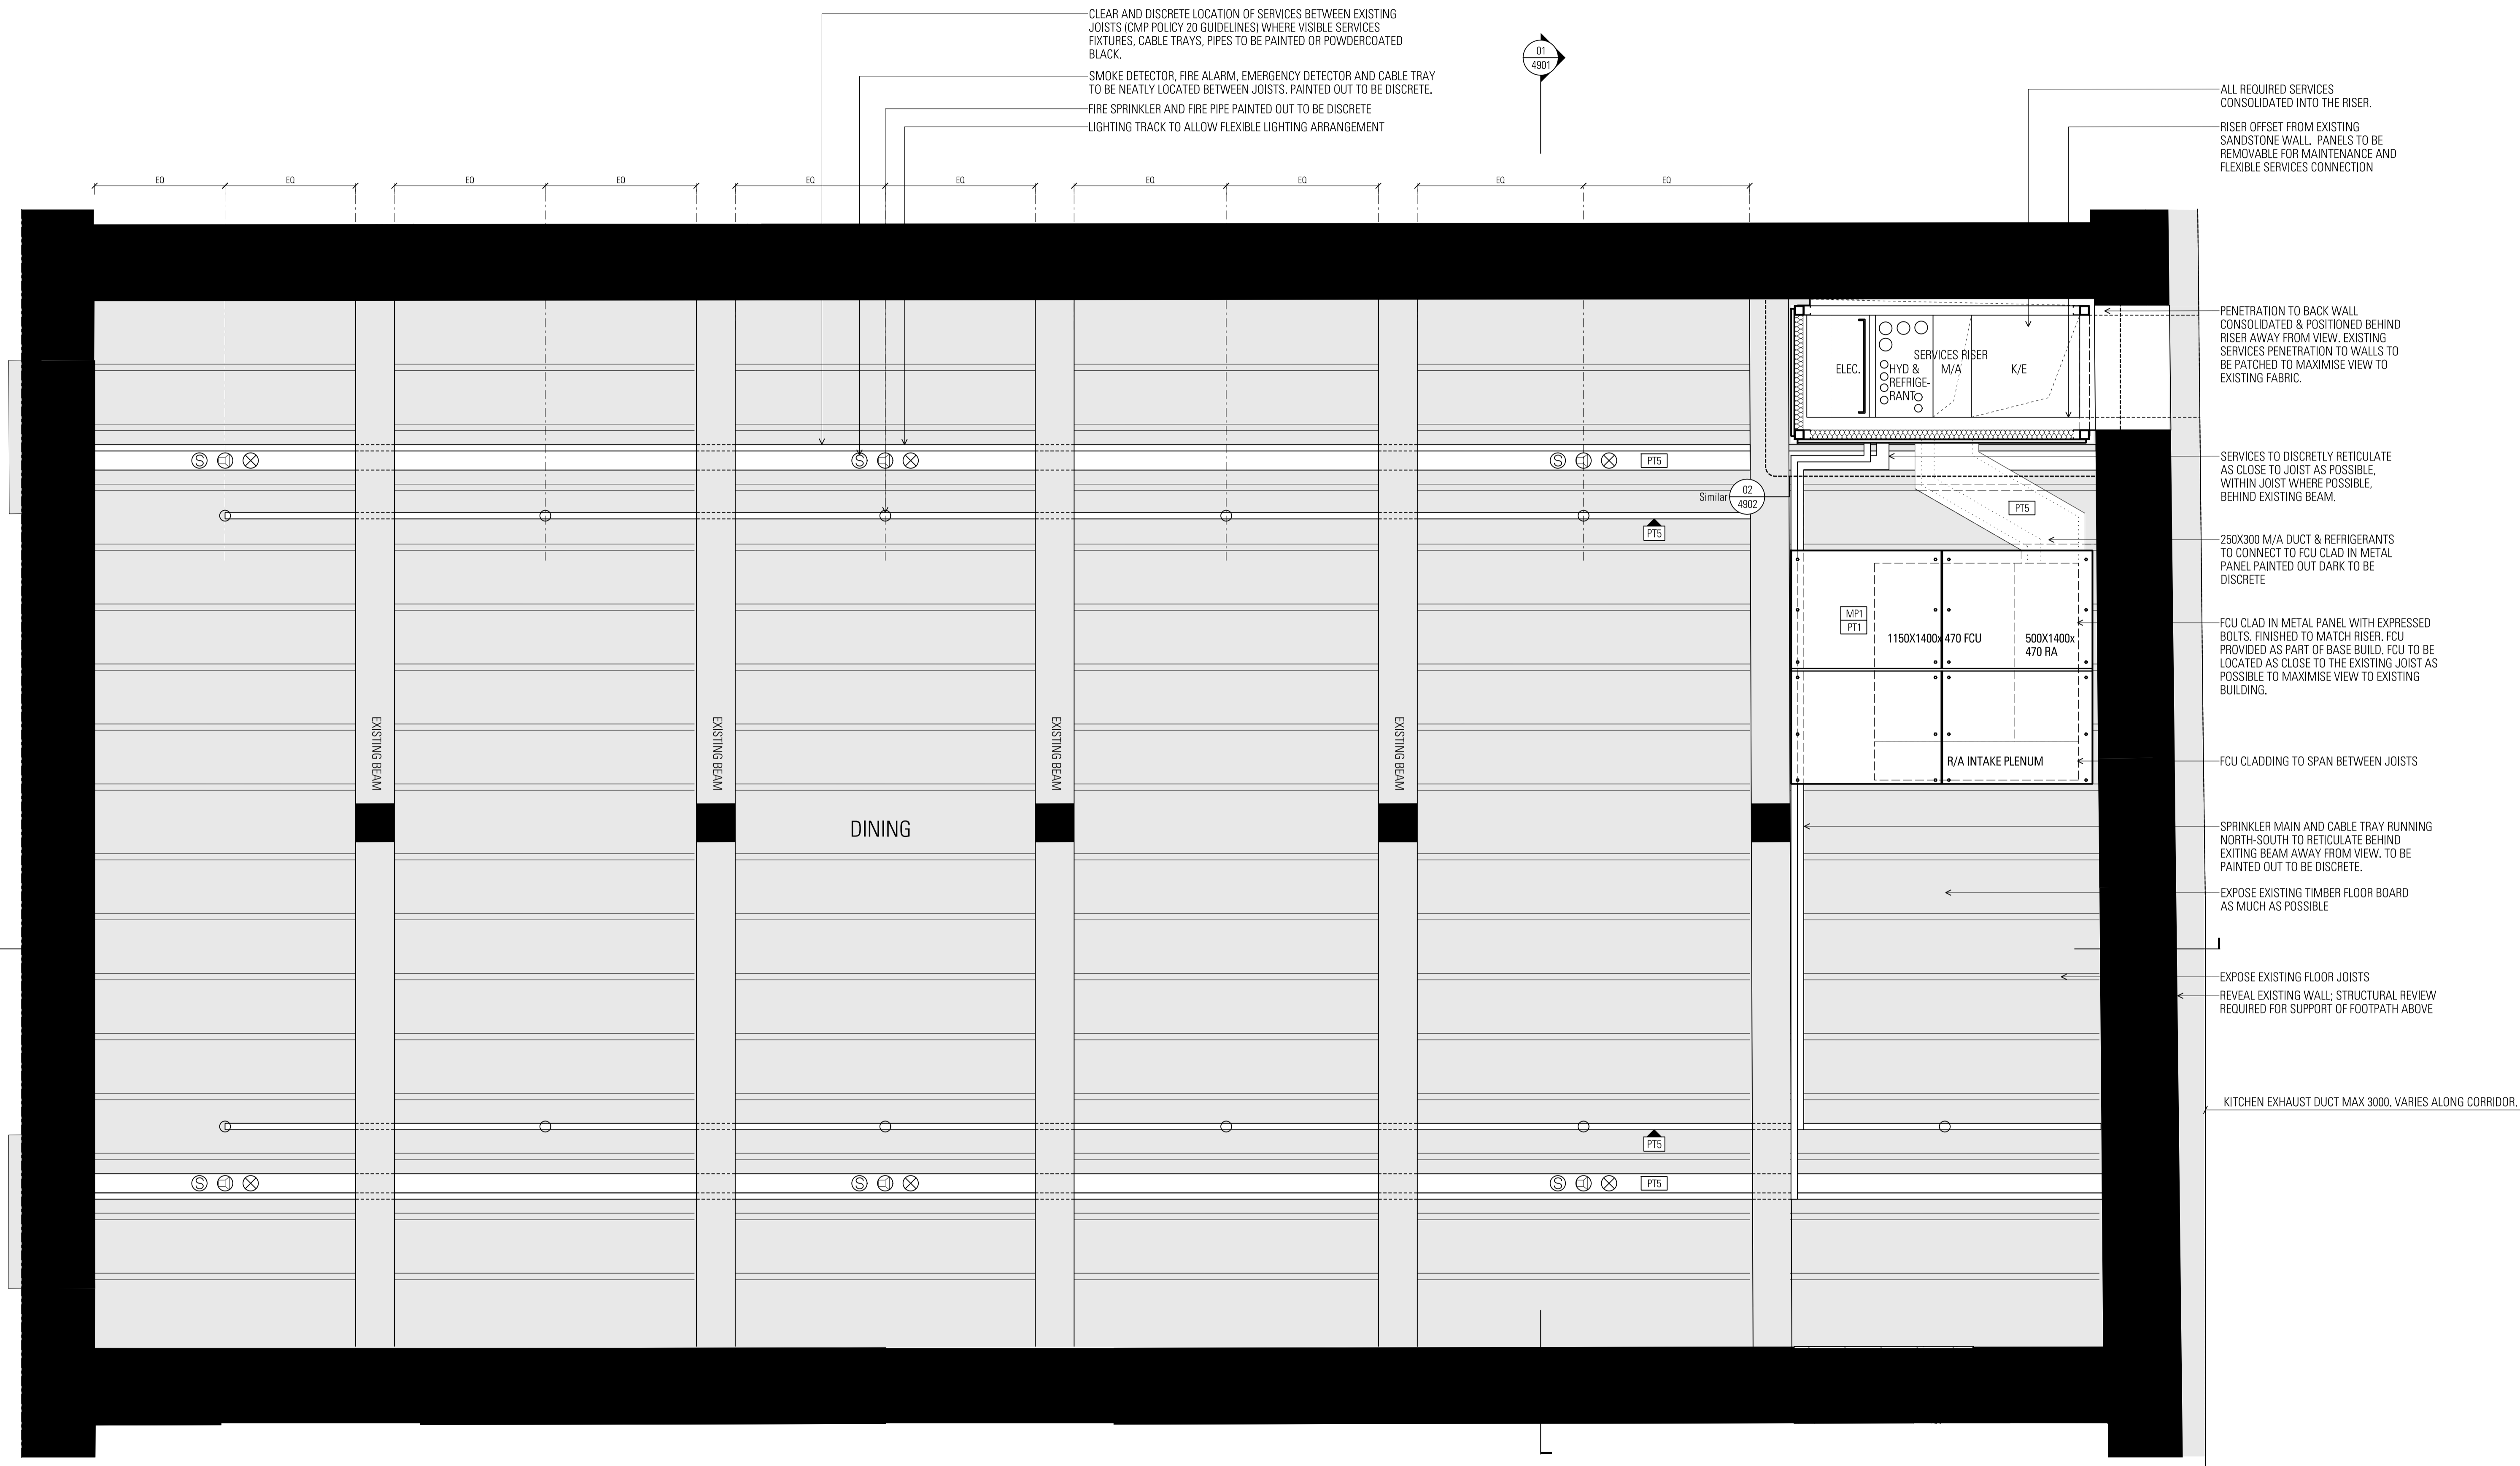 CLEAR AND DISCRETE LOCATION OF SERVICES BETWEEN EXISTING
JOISTS (CMP POLICY 20 GUIDELINES) WHERE VISIBLE SERVICES
FIXTURES, CABLE TRAYS, PIPES TO BE PAINTED OR POWDERCOATED
BLACK.
SMOKE DETECTOR, FIRE ALARM, EMERGENCY DETECTOR AND CABLE TRAY
TO BE NEATLY LOCATED BETWEEN JOISTS. PAINTED OUT TO BE DISCRETE.
FIRE SPRINKLER AND FIRE PIPE PAINTED OUT TO BE DISCRETE
LIGHTING TRACK TO ALLOW FLEXIBLE LIGHTING ARRANGEMENT
01
4901
ALL REQUIRED SERVICES
CONSOLIDATED INTO THE RISER.
RISER OFFSET FROM EXISTING
SANDSTONE WALL. PANELS TO BE
REMOVABLE FOR MAINTENANCE AND
FLEXIBLE SERVICES CONNECTION
EQ EQ EQ EQ EQ EQ EQ EQ EQ EQ
PENETRATION TO BACK WALL
CONSOLIDATED & POSITIONED BEHIND
RISER AWAY FROM VIEW. EXISTING
SERVICES PENETRATION TO WALLS TO
BE PATCHED TO MAXIMISE VIEW TO
EXISTING FABRIC.
SERVICES RISER
ELEC.
HYD &
REFRIGE-
RANT
M/A
K/E
S S S PT5
SERVICES TO DISCRETLY RETICULATE
AS CLOSE TO JOIST AS POSSIBLE,
WITHIN JOIST WHERE POSSIBLE,
BEHIND EXISTING BEAM.
Similar
02
4902
PT5
PT5
250X300 M/A DUCT & REFRIGERANTS
TO CONNECT TO FCU CLAD IN METAL
PANEL PAINTED OUT DARK TO BE
DISCRETE
MP1
PT1
1150X1400x 470 FCU
500X1400x
470 RA
FCU CLAD IN METAL PANEL WITH EXPRESSED
BOLTS. FINISHED TO MATCH RISER. FCU
PROVIDED AS PART OF BASE BUILD. FCU TO BE
LOCATED AS CLOSE TO THE EXISTING JOIST AS
POSSIBLE TO MAXIMISE VIEW TO EXISTING
BUILDING.
EXISTING BEAM
EXISTING BEAM
EXISTING BEAM
EXISTING BEAM
R/A INTAKE PLENUM
FCU CLADDING TO SPAN BETWEEN JOISTS
DINING
SPRINKLER MAIN AND CABLE TRAY RUNNING
NORTH-SOUTH TO RETICULATE BEHIND
EXITING BEAM AWAY FROM VIEW. TO BE
PAINTED OUT TO BE DISCRETE.
EXPOSE EXISTING TIMBER FLOOR BOARD
AS MUCH AS POSSIBLE
EXPOSE EXISTING FLOOR JOISTS
REVEAL EXISTING WALL; STRUCTURAL REVIEW
REQUIRED FOR SUPPORT OF FOOTPATH ABOVE
KITCHEN EXHAUST DUCT MAX 3000. VARIES ALONG CORRIDOR.
PT5
S S S PT5